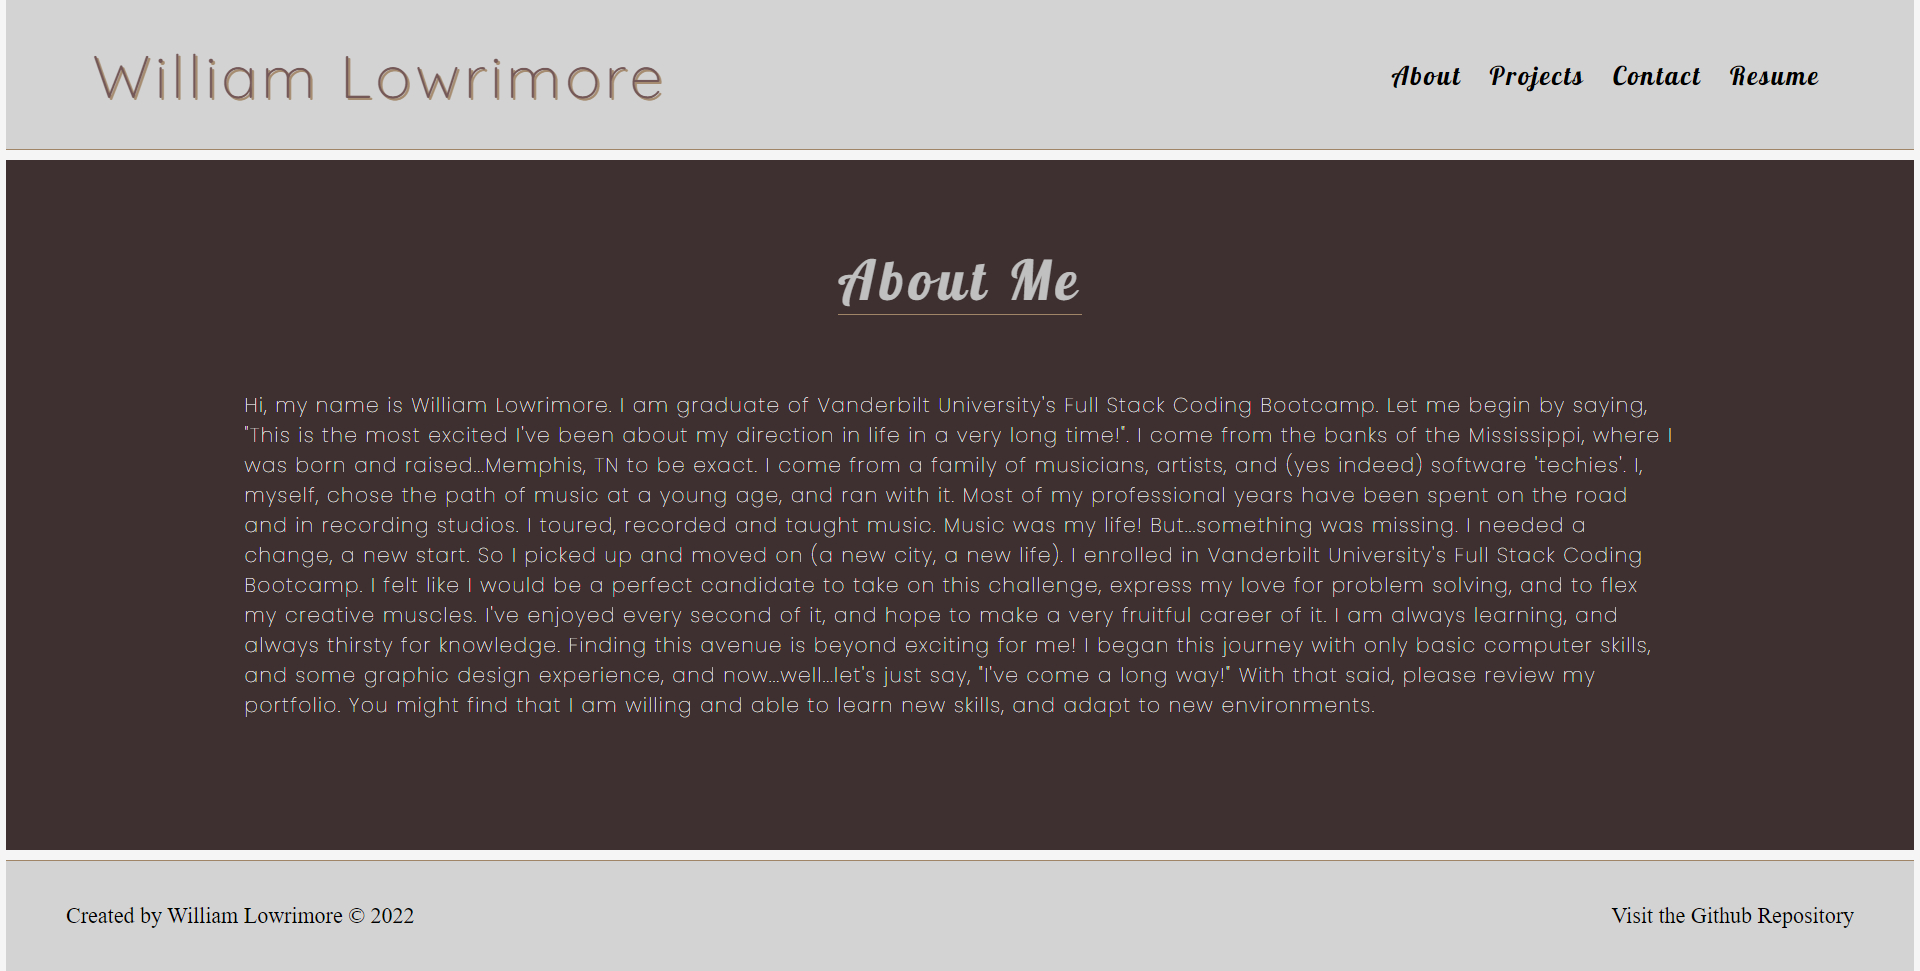 William Lowrimore
About Projects Contact Resume
About Me
Hi, my name is William Lowrimore. I am graduate of Vanderbilt University's Full Stack Coding Bootcamp. Let me begin by saying,
"This is the most excited I've been about my direction in life in a very long time!". I come from the banks of the Mississippi, where I
was born and raised...Memphis, TN to be exact. I come from a family of musicians, artists, and (yes indeed) software 'techies'. I,
myself, chose the path of music at a young age, and ran with it. Most of my professional years have been spent on the road
and in recording studios. I toured, recorded and taught music. Music was my life! But...something was missing. I needed a
change, a new start. So I picked up and moved on (a new city, a new life). I enrolled in Vanderbilt University's Full Stack Coding
Bootcamp. I felt like I would be a perfect candidate to take on this challenge, express my love for problem solving, and to flex
my creative muscles. I've enjoyed every second of it, and hope to make a very fruitful career of it. I am always learning, and
always thirsty for knowledge. Finding this avenue is beyond exciting for me! I began this journey with only basic computer skills,
and some graphic design experience, and now...well...let's just say, "I've come a long way!" With that said, please review my
portfolio. You might find that I am willing and able to learn new skills, and adapt to new environments.
Created by William Lowrimore © 2022
Visit the Github Repository